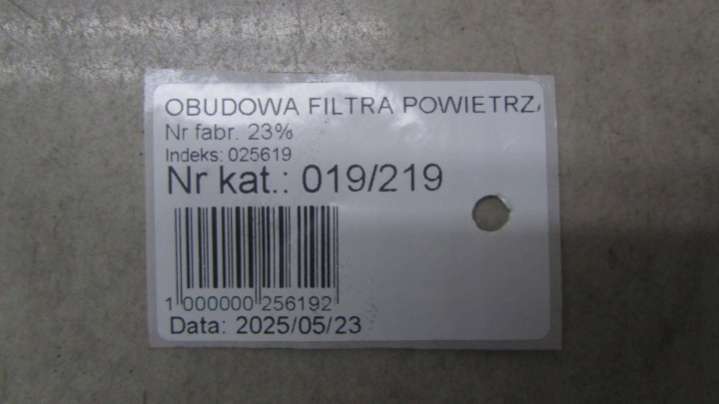 OBUDOWA FILTRA POWIETRZA
Nr fabr. 23%
Indeks: 025619
Nr kat.: 019/219
1 000000 256192
Data: 2025/05/23